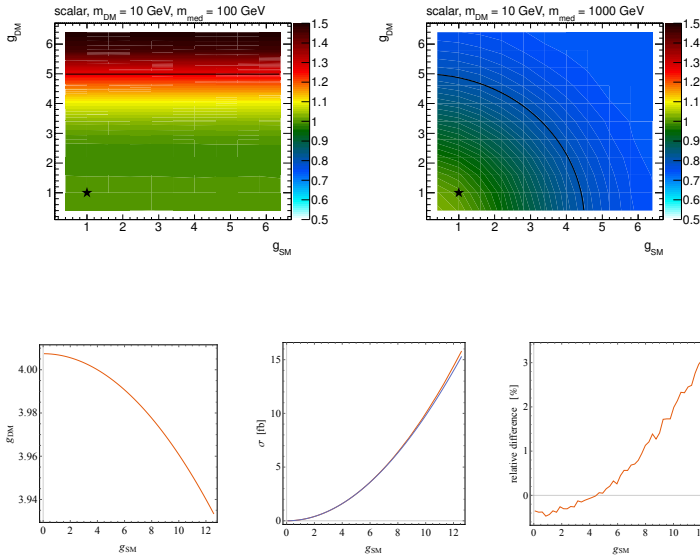 scalar, m_DM = 10 GeV, m_med = 100 GeV
g_DM
6
5
4
3
2
1
1 2 3 4 5 6
g_SM
1.5
1.4
1.3
1.2
1.1
1
0.9
0.8
0.7
0.6
0.5
scalar, m_DM = 10 GeV, m_med = 1000 GeV
g_DM
6
5
4
3
2
1
1 2 3 4 5 6
g_SM
1.5
1.4
1.3
1.2
1.1
1
0.9
0.8
0.7
0.6
0.5
g_DM
4.00
3.98
3.96
3.94
0 2 4 6 8 10 12
g_SM
σ [fb]
15
10
5
0
0 2 4 6 8 10 12
g_SM
relative difference [%]
3
2
1
0
0 2 4 6 8 10 12
g_SM